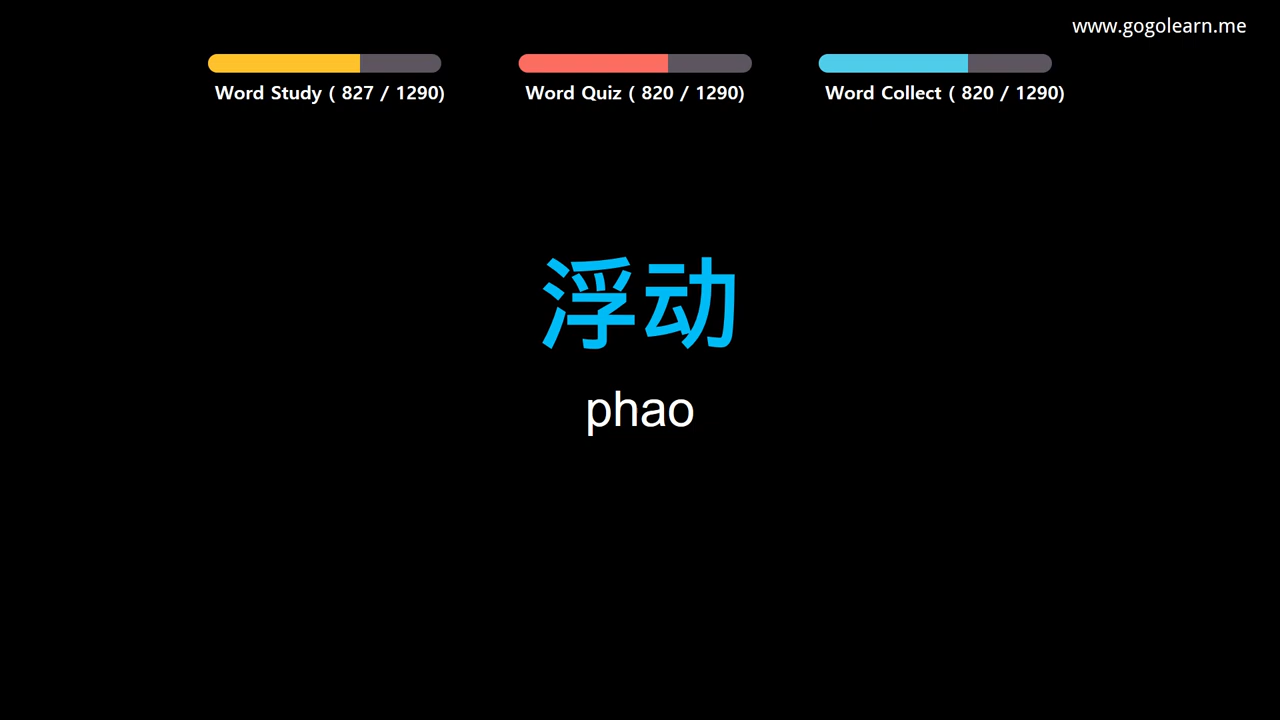 www.gogolearn.me
Word Study ( 827 / 1290)
Word Quiz ( 820 / 1290)
Word Collect ( 820 / 1290)
浮动
phao